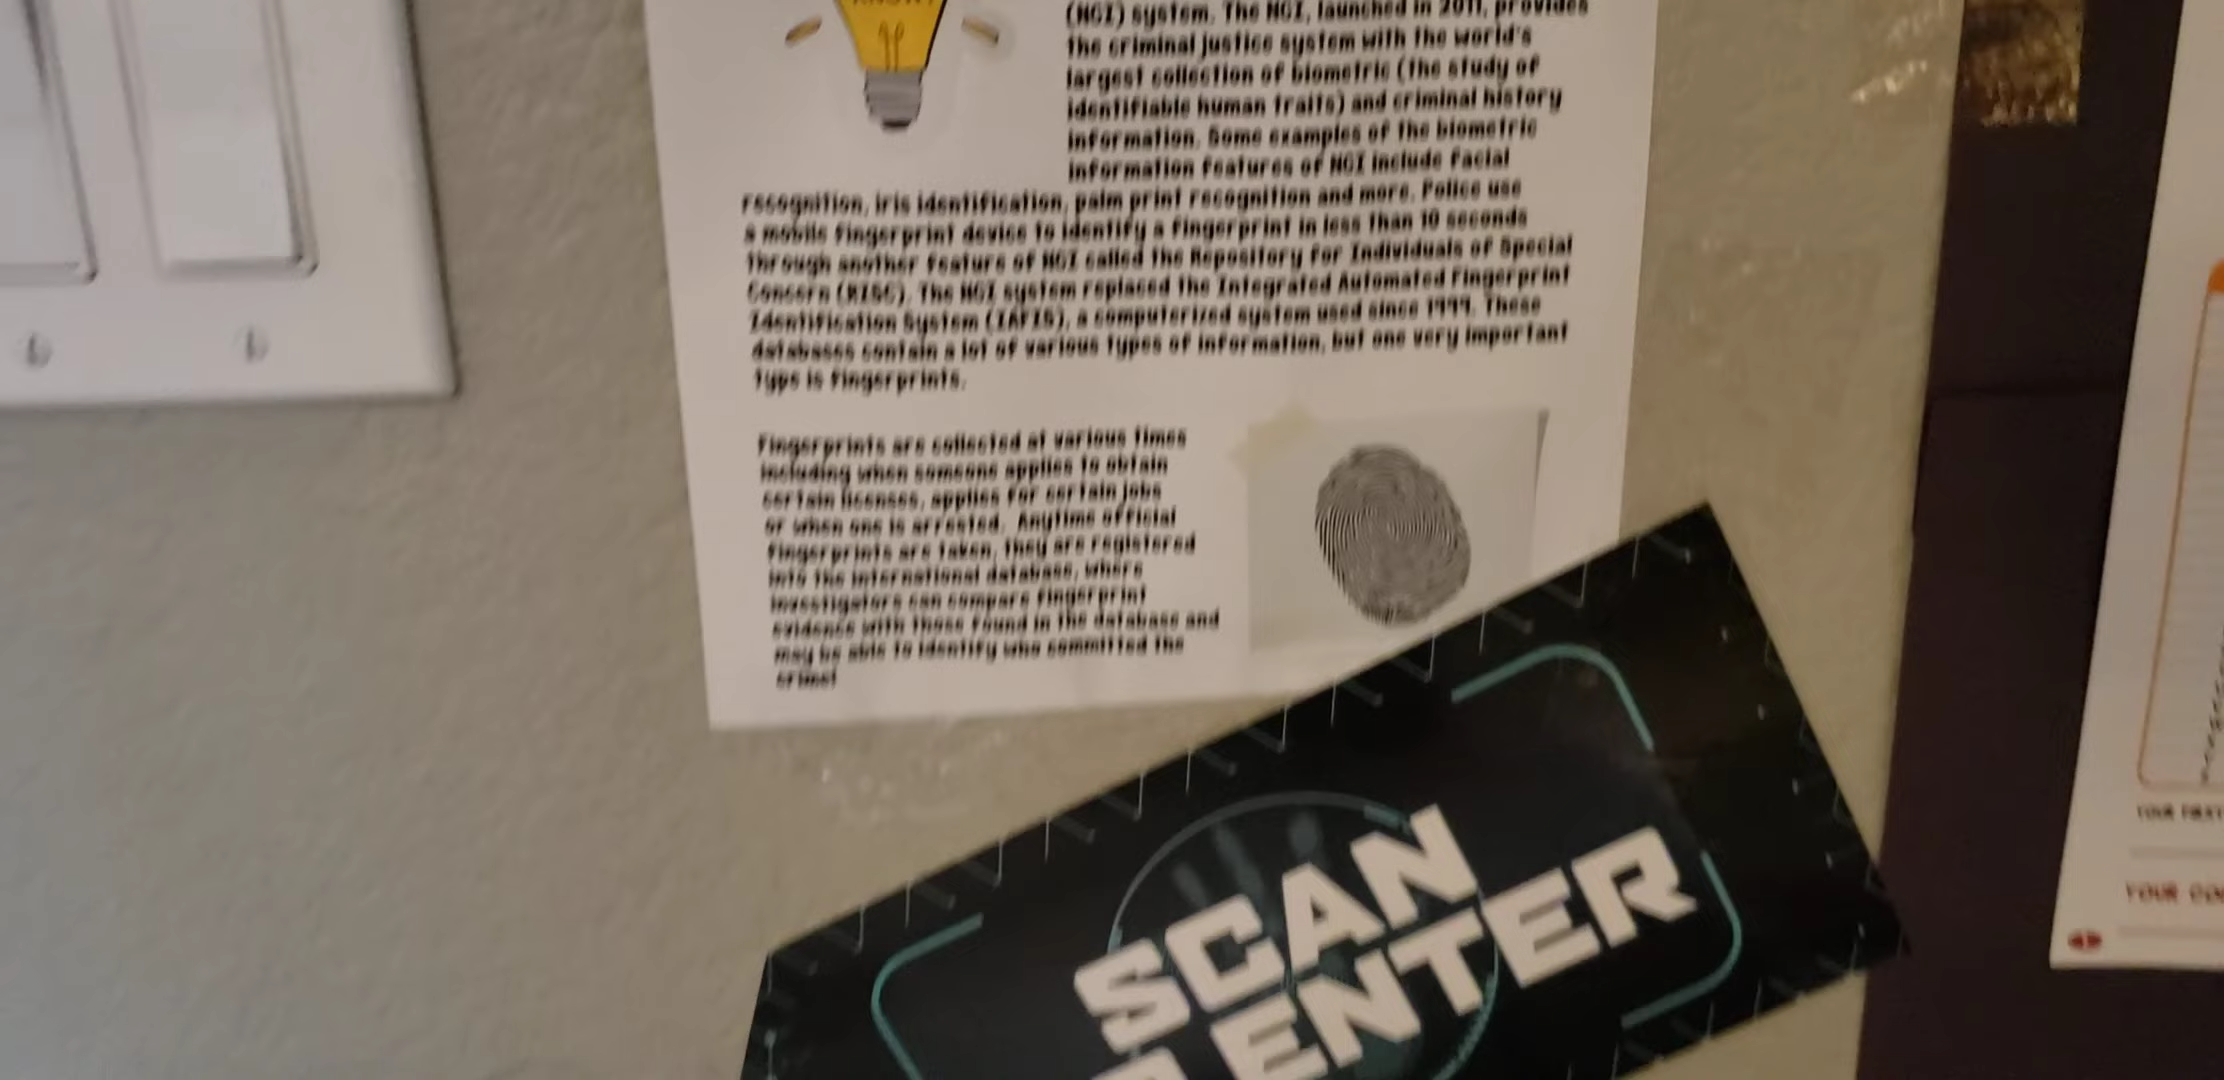 KNOW?
(NGI) system. The NGI, launched in 2011, provides
the criminal justice system with the world's
largest collection of biometric (the study of
identifiable human traits) and criminal history
information. Some examples of the biometric
information features of NGI include facial
recognition, iris identification, palm print recognition and more. Police use
a mobile fingerprint device to identify a fingerprint in less than 10 seconds
through another feature of NGI called the Repository for Individuals of Special
Concern (RISC). The NGI system replaced the Integrated Automated Fingerprint
Identification System (IAFIS), a computerized system used since 1999. These
databases contain a lot of various types of information, but one very important
type is fingerprints.
Fingerprints are collected at various times
including when someone applies to obtain
certain licenses, applies for certain jobs
or when one is arrested. Anytime official
fingerprints are taken, they are registered
into the international database, where
investigators can compare fingerprint
evidence with those found in the database and
may be able to identify who committed the
crime!
SCAN
ENTER
YOUR
YOUR